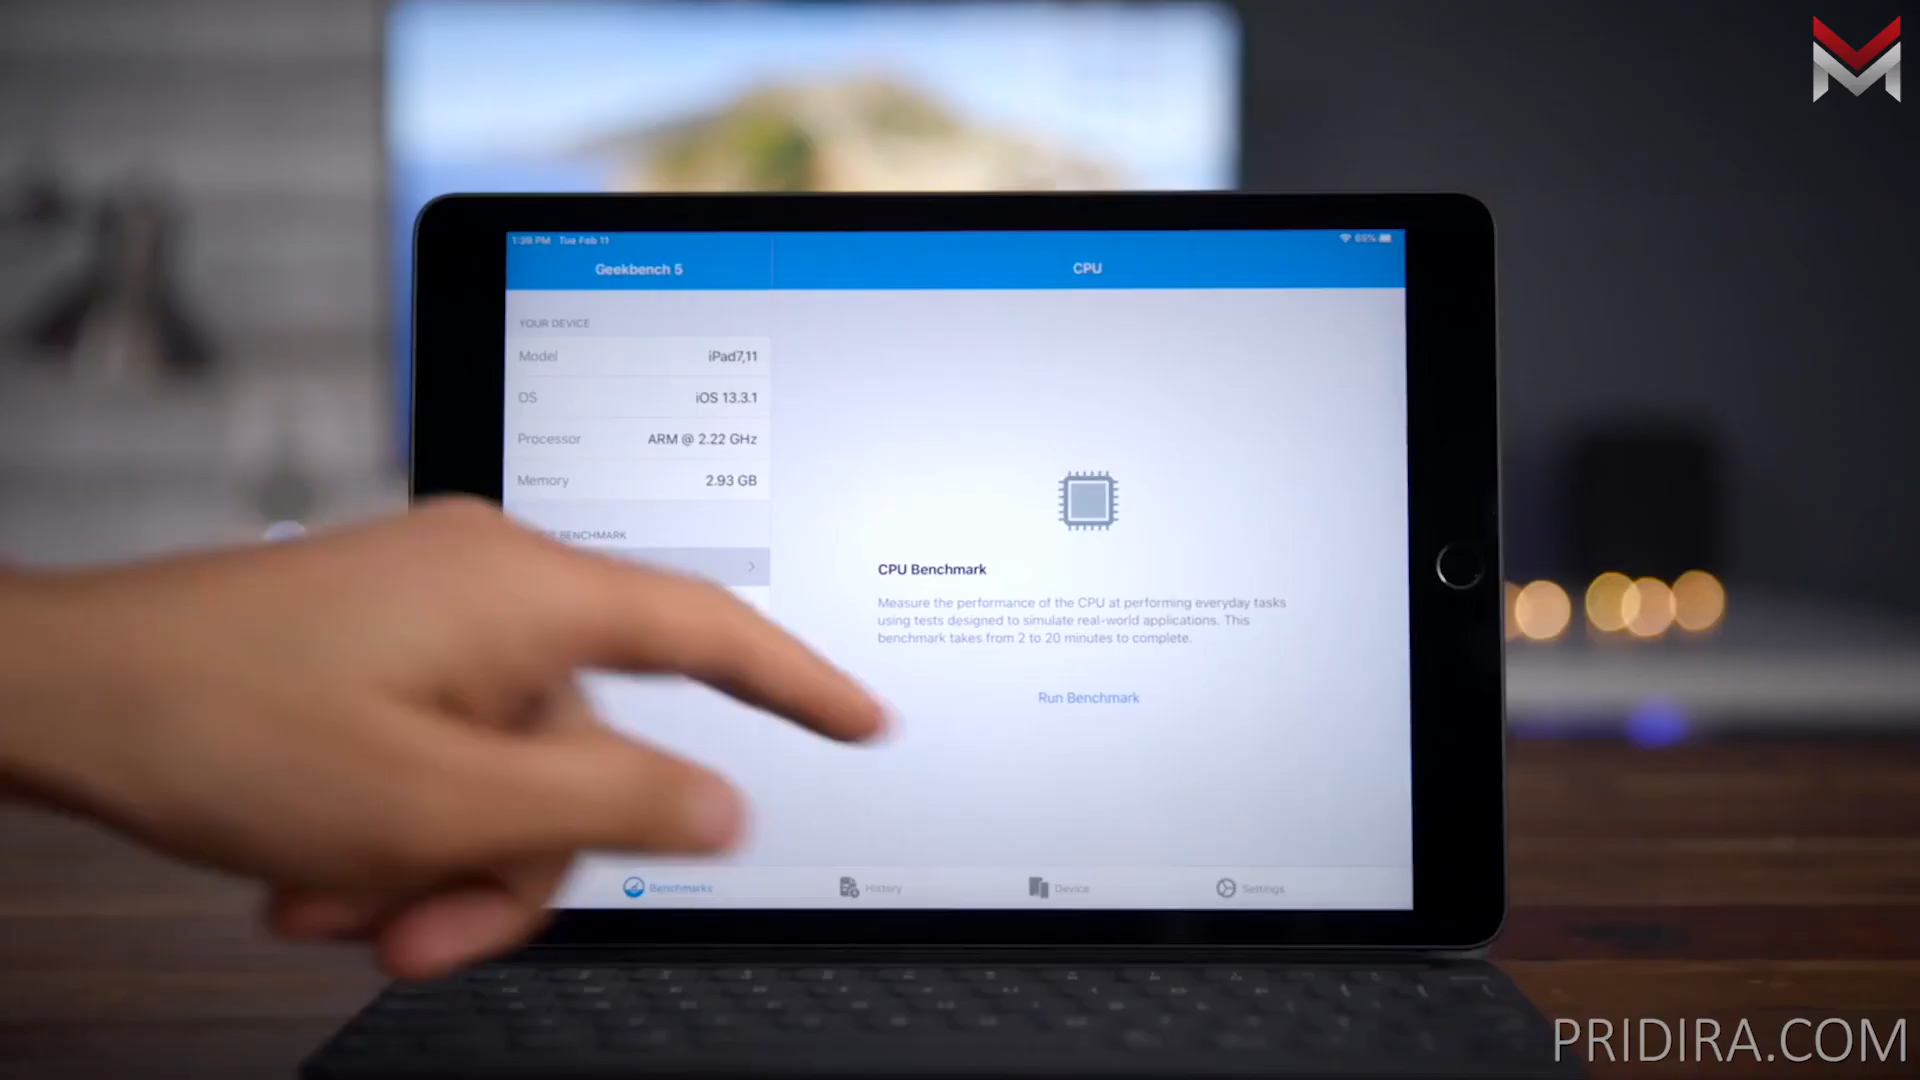 1:39 PM Tue Feb 11
69%
Geekbench 5
CPU
YOUR DEVICE
Model iPad7,11
OS iOS 13.3.1
Processor ARM @ 2.22 GHz
Memory 2.93 GB
BENCHMARK
CPU Benchmark
Measure the performance of the CPU at performing everyday tasks
using tests designed to simulate real-world applications. This
benchmark takes from 2 to 20 minutes to complete.
Run Benchmark
Benchmarks History Device Settings
PRIDIRA.COM